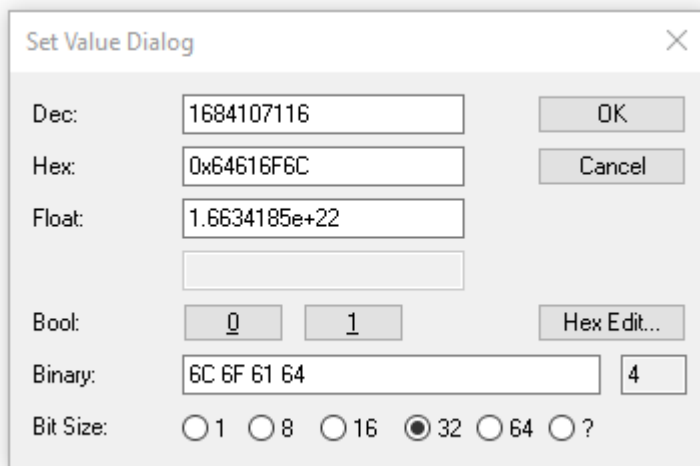 Set Value Dialog
Dec: 1684107116 OK
Hex: 0x64616F6C Cancel
Float: 1.6634185e+22
Bool: 0 1 Hex Edit...
Binary: 6C 6F 61 64 4
Bit Size: 1 8 16 32 64 ?